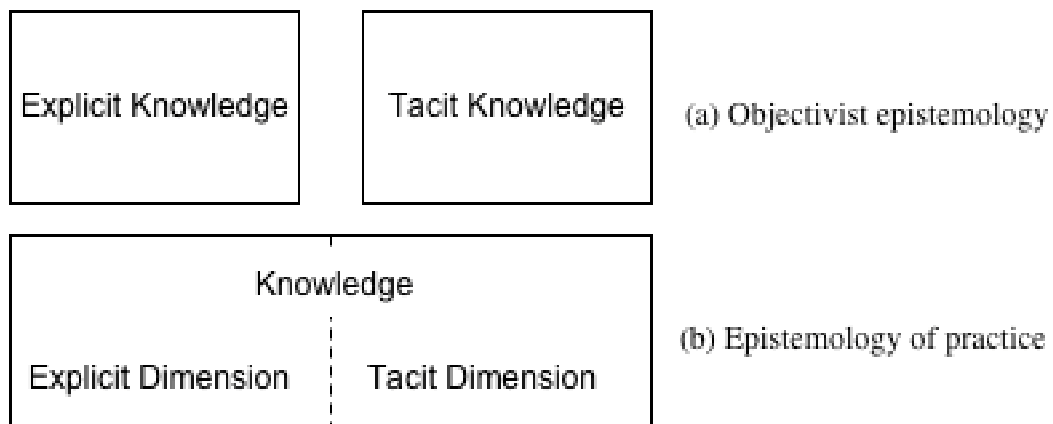 Explicit Knowledge
Tacit Knowledge
(a) Objectivist epistemology
Knowledge
Explicit Dimension
Tacit Dimension
(b) Epistemology of practice